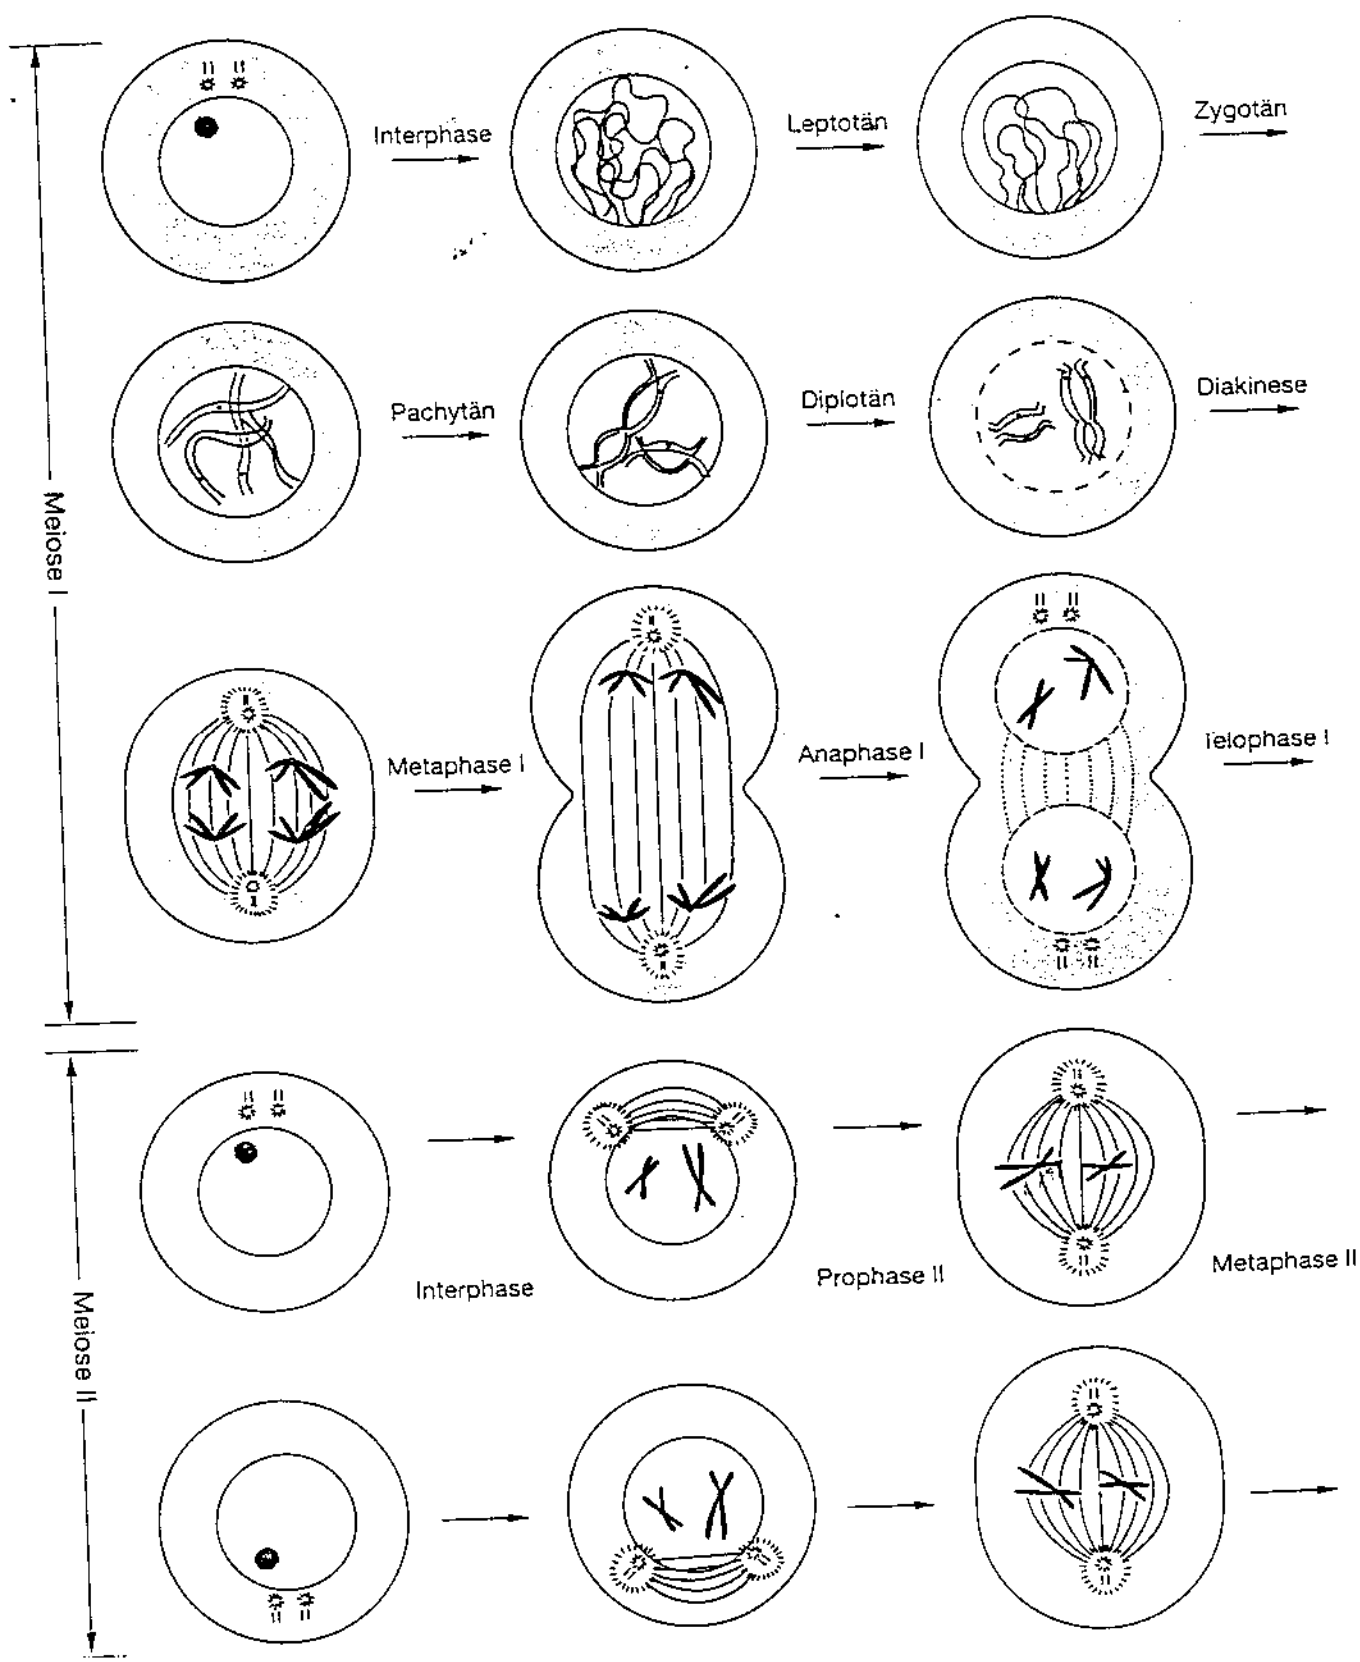 Interphase
Leptotän
Zygotän
Pachytän
Diplotän
Diakinese
Meiose I
Metaphase I
Anaphase I
Telophase I
Interphase
Prophase II
Metaphase II
Meiose II